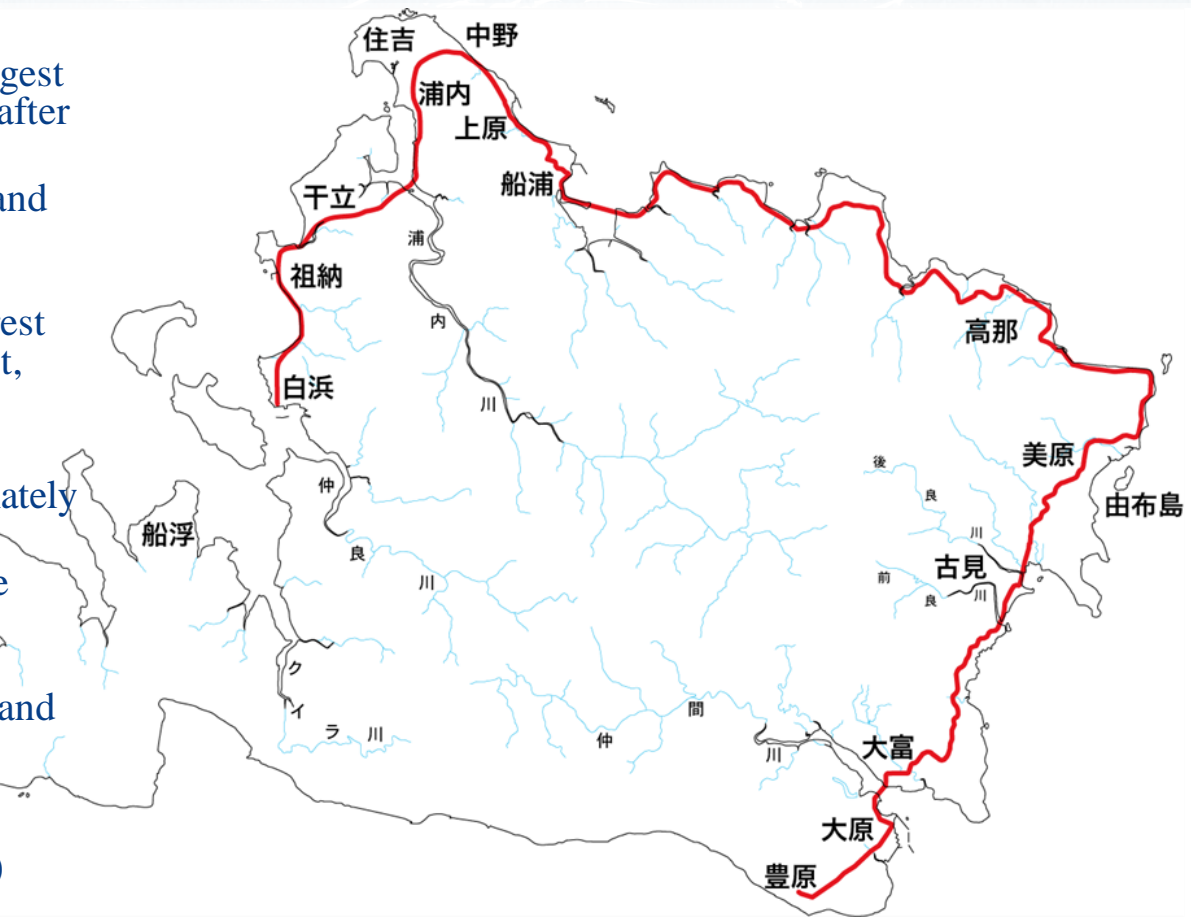 gest
after
and
rest
t,
ately
e
and
)
住吉
中野
浦内
上原
船浦
干立
祖納
白浜
高那
美原
由布島
古見
船浮
大富
大原
豊原
浦内川
仲良川
後良川
前良川
クイラ川
仲間川